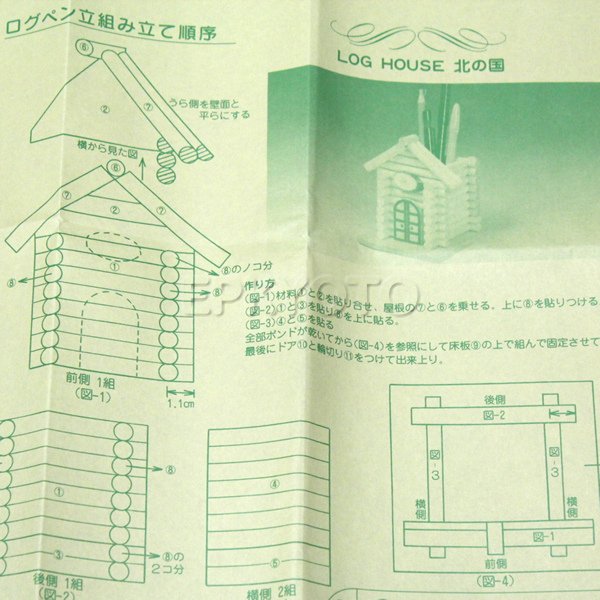 ログペン立組み立て順序
LOG HOUSE 北の国
⑥
②
⑦
うら側を壁面と
平らにする
横から見た図
⑥
⑦
②
②
⑦
①
⑧
⑧のノコ分
⑧
作り方
(図-1)材料①と②を貼り合せ、屋根の⑦と⑥を乗せる。上に⑧を貼りつける
(図-2)①と③を貼り⑧を上に貼る。
(図-3)④と⑤を貼る
全部ボンドが乾いてから(図-4)を参照にして床板⑨の上で組んで固定させて
最後にドア⑩と輪切り⑪をつけて出来上り。
EPKYOTO
前側 1組
(図-1)
1.1cm
①
⑧
③
⑧の
2コ分
後側 1組
(図-2)
④
⑤
横側 2組
後側
図-2
図-3
図-3
横側
横側
図-1
前側
(図-4)